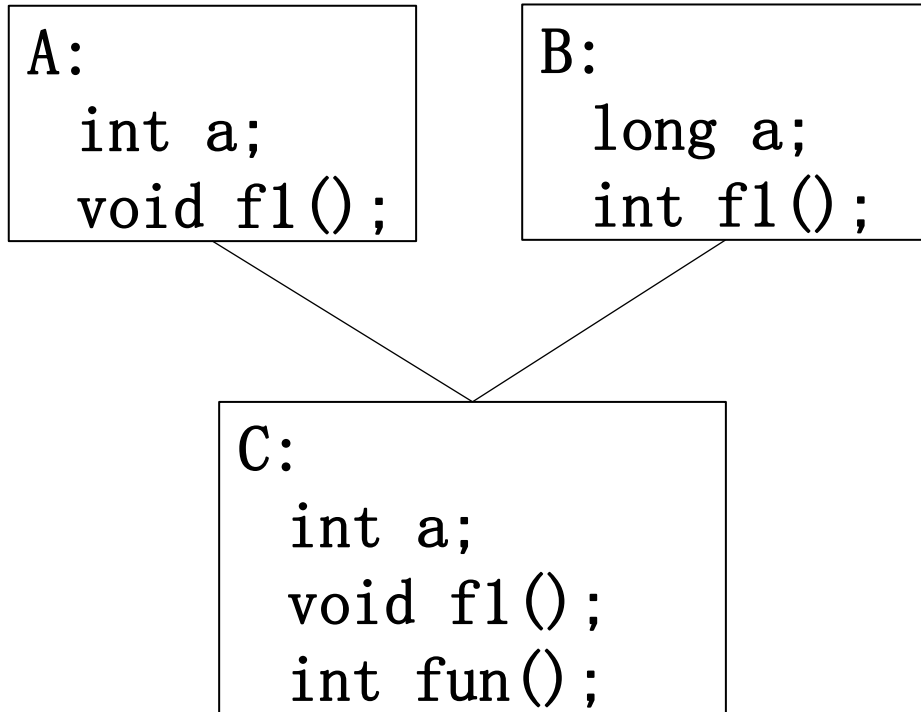 A:
int a;
void f1();
B:
long a;
int f1();
C:
int a;
void f1();
int fun();